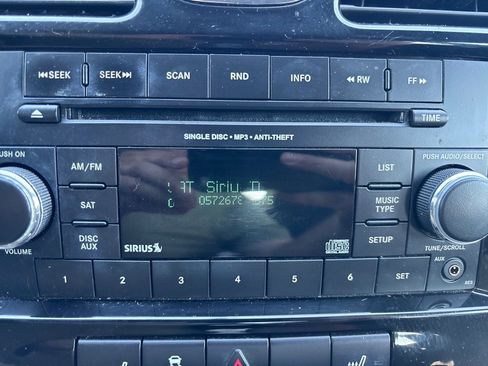 SEEK SEEK SCAN RND INFO RW FF
TIME
SINGLE DISC • MP3 • ANTI-THEFT
PUSH ON
PUSH AUDIO/SELECT
AM/FM
LIST
SAT
MUSIC TYPE
DISC AUX
SETUP
VOLUME
SIRIUS
TUNE/SCROLL
AUX
1 2 3 4 5 6 SET
RES